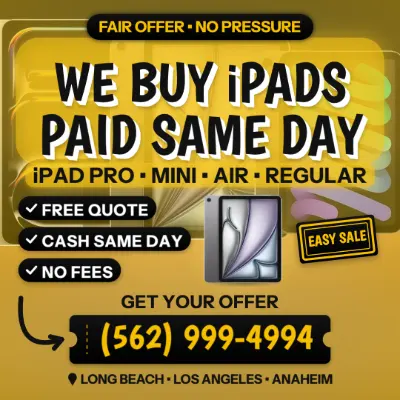 FAIR OFFER • NO PRESSURE
WE BUY iPADS
PAID SAME DAY
iPAD PRO • MINI • AIR • REGULAR
FREE QUOTE
CASH SAME DAY
NO FEES
EASY SALE
GET YOUR OFFER
(562) 999-4994
LONG BEACH • LOS ANGELES • ANAHEIM